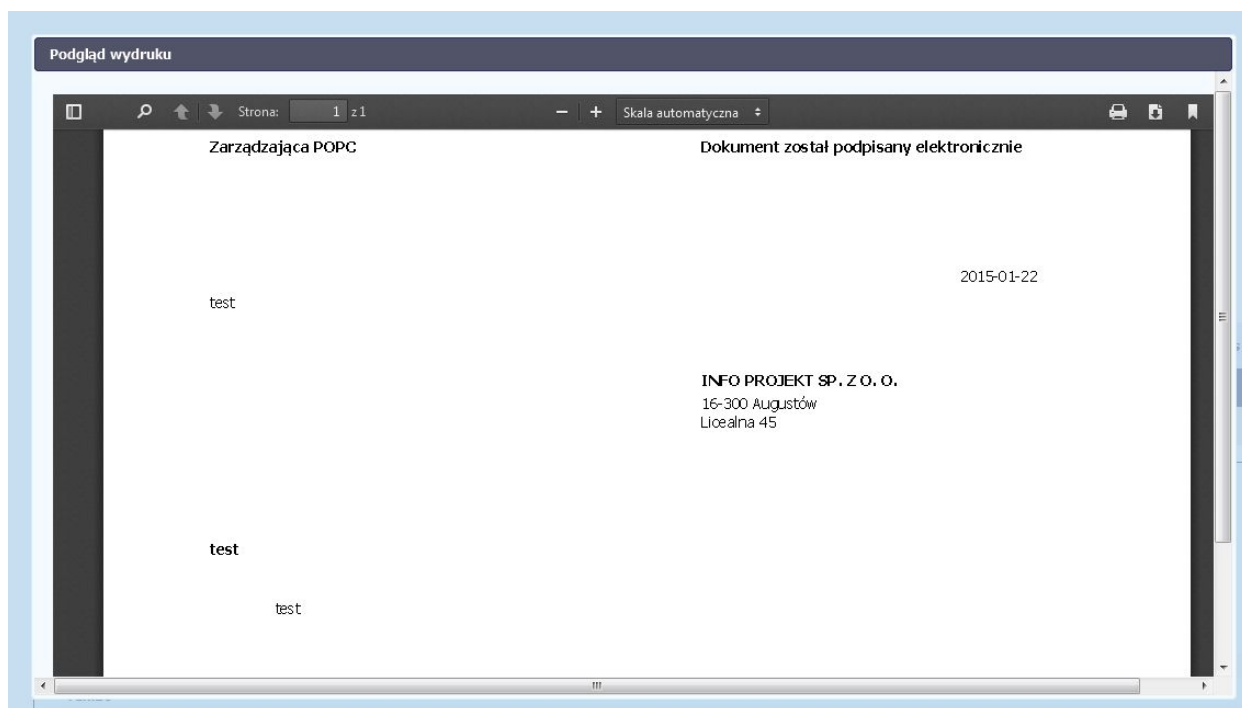 Podgląd wydruku
Strona: 1 z 1 Skala automatyczna
Zarządzająca POPC Dokument został podpisany elektronicznie
2015-01-22
test
INFO PROJEKT SP. Z O. O.
16-300 Augustów
Licealna 45
test
test